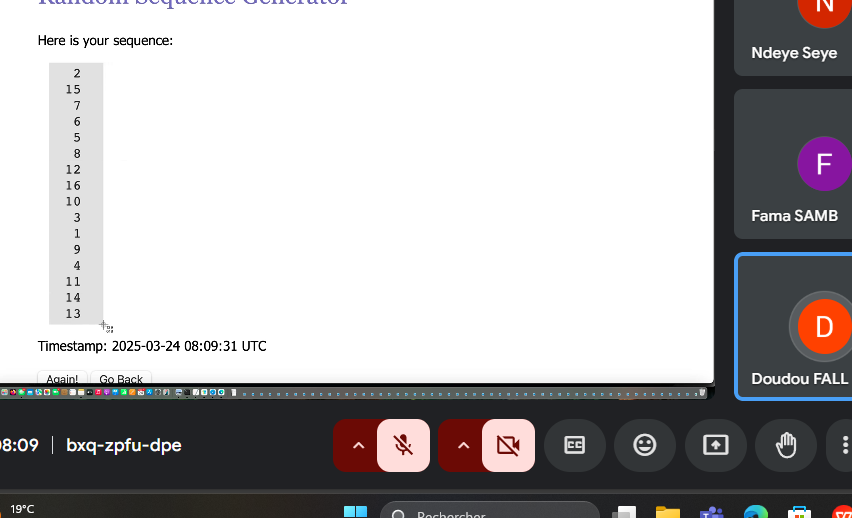 Random Sequence Generator
Here is your sequence:
2
15
7
6
5
8
12
16
10
3
1
9
4
11
14
13
Timestamp: 2025-03-24 08:09:31 UTC
Again! Go Back
N
Ndeye Seye
F
Fama SAMB
D
Doudou FALL
08:09 | bxq-zpfu-dpe
CC
19°C
Rechercher